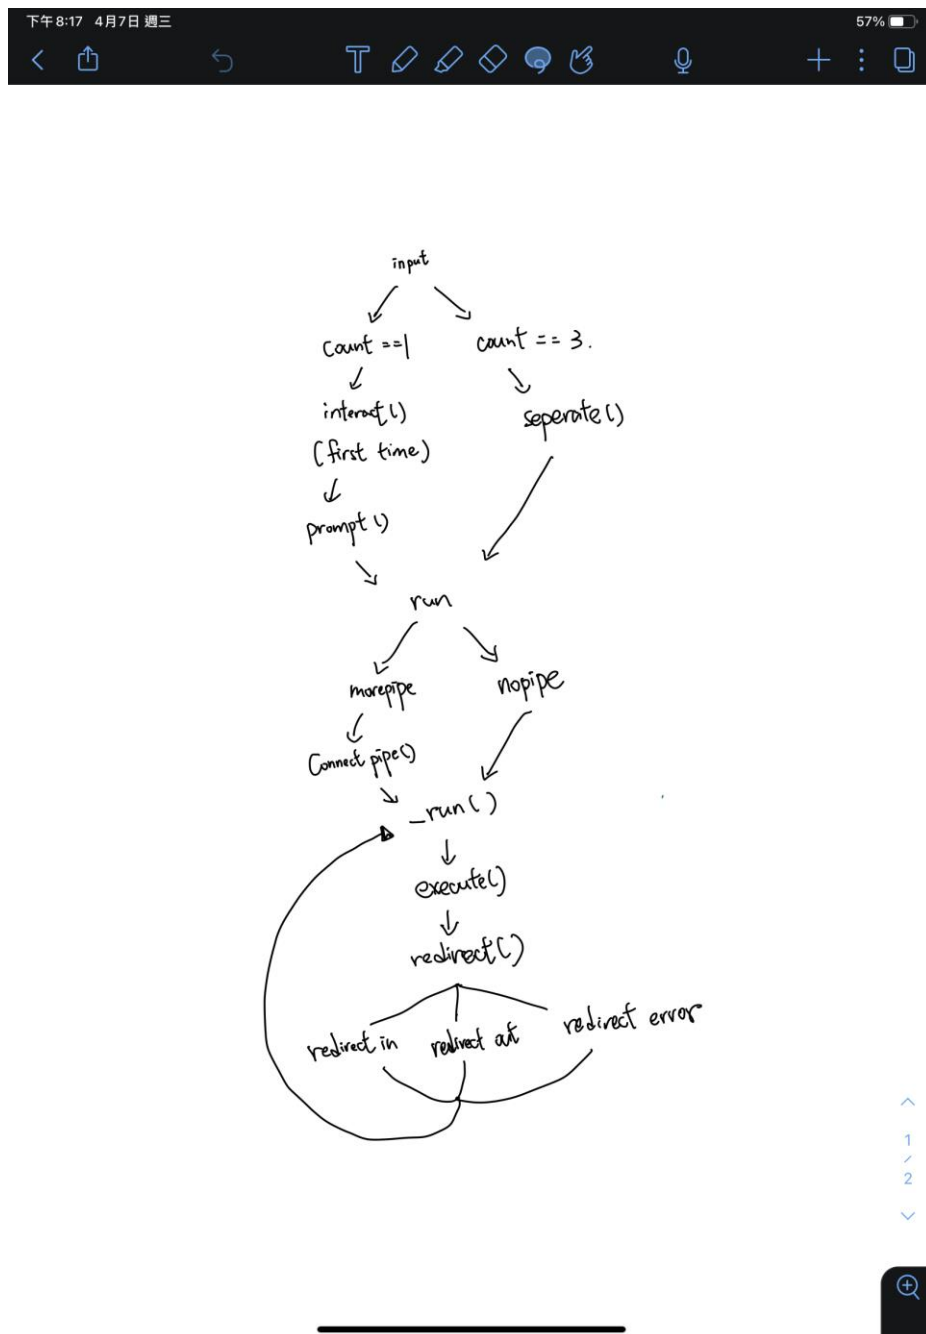 下午8:17 4月7日 週三
57%
T
input
count ==1
count == 3.
interact()
seperate()
(first time)
prompt()
run
morepipe
nopipe
Connect pipe()
_run()
execute()
redirect()
redirect in
redirect out
redirect error
1
/
2